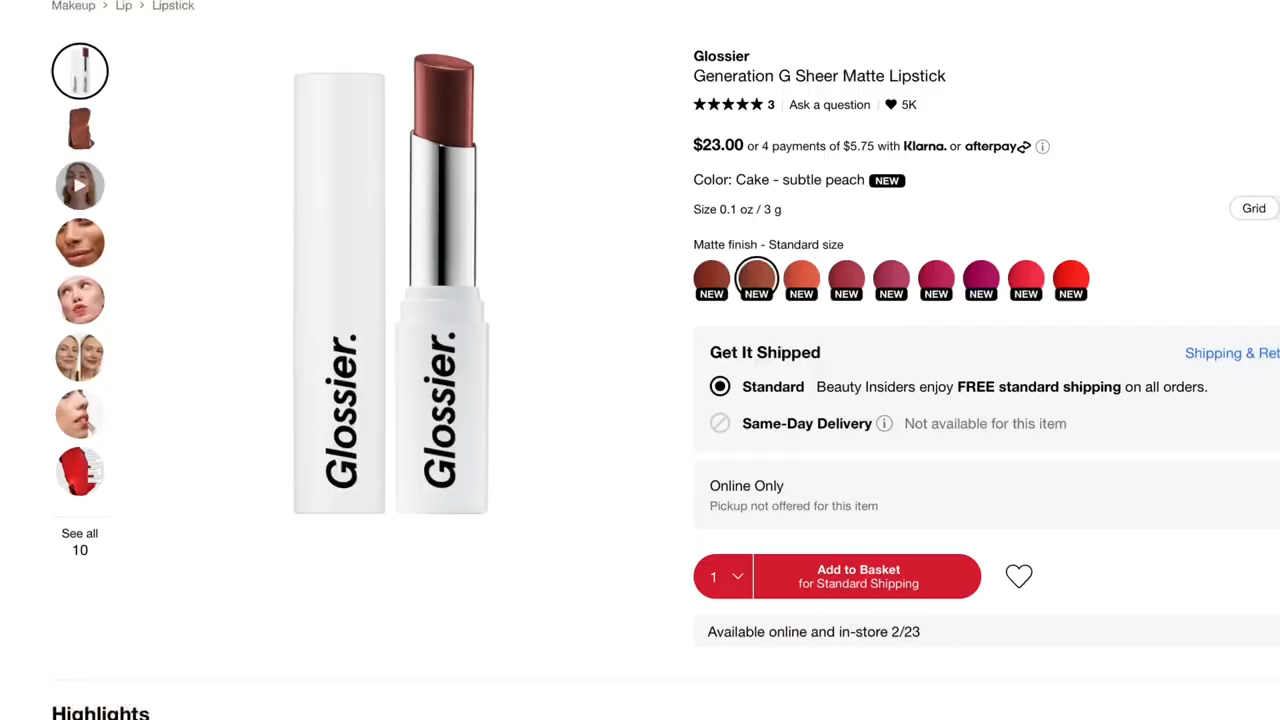 Makeup > Lip > Lipstick
Glossier
Generation G Sheer Matte Lipstick
3 Ask a question 5K
$23.00 or 4 payments of $5.75 with Klarna. or afterpay
Color: Cake - subtle peach NEW
Size 0.1 oz / 3 g
Grid
Matte finish - Standard size
NEW NEW NEW NEW NEW NEW NEW NEW NEW
Get It Shipped
Shipping & Ret
Standard Beauty Insiders enjoy FREE standard shipping on all orders.
Same-Day Delivery Not available for this item
Online Only
Pickup not offered for this item
1 Add to Basket
for Standard Shipping
Available online and in-store 2/23
See all
10
Glossier.
Glossier.
Highlights